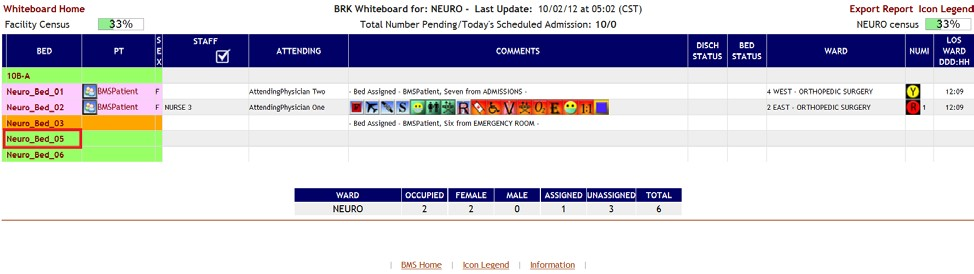 Whiteboard Home BRK Whiteboard for: NEURO - Last Update: 10/02/12 at 05:02 (CST) Export Report Icon Legend
Facility Census 33% Total Number Pending/Today's Scheduled Admission: 10/0 NEURO census 33%
BED PT SEX STAFF ATTENDING COMMENTS DISCH STATUS BED STATUS WARD NUMI LOS WARD DDD:HH
10B-A
Neuro_Bed_01 BMSPatient F AttendingPhysician Two - Bed Assigned - BMSPatient, Seven from ADMISSIONS - 4 WEST - ORTHOPEDIC SURGERY Y 12:09
Neuro_Bed_02 BMSPatient F NURSE 3 AttendingPhysician One S R V E 1:1 2 EAST - ORTHOPEDIC SURGERY R 1 12:09
Neuro_Bed_03 - Bed Assigned - BMSPatient, Six from EMERGENCY ROOM -
Neuro_Bed_05
Neuro_Bed_06
WARD OCCUPIED FEMALE MALE ASSIGNED UNASSIGNED TOTAL
NEURO 2 2 0 1 3 6
| BMS Home | Icon Legend | Information |